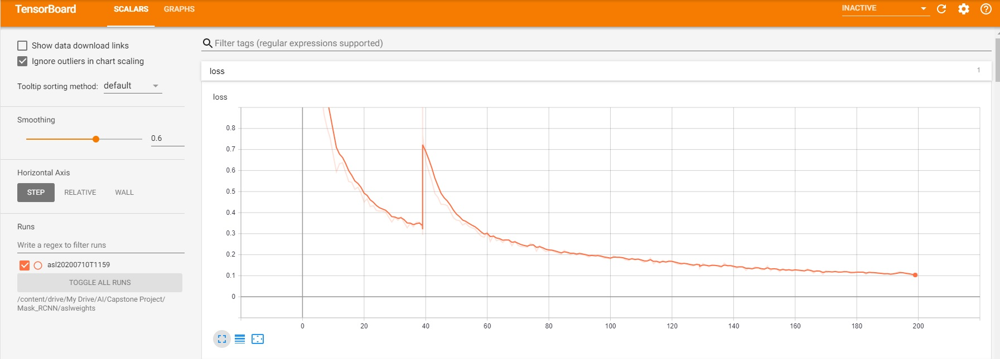 TensorBoard
SCALARS
GRAPHS
INACTIVE
Show data download links
Ignore outliers in chart scaling
Tooltip sorting method: default
Smoothing
0.6
Horizontal Axis
STEP RELATIVE WALL
Runs
Write a regex to filter runs
asl20200710T1159
TOGGLE ALL RUNS
/content/drive/My Drive/AI/Capstone Project/
Mask_RCNN/aslweights
Filter tags (regular expressions supported)
loss
1
loss
0.8
0.7
0.6
0.5
0.4
0.3
0.2
0.1
0
0 20 40 60 80 100 120 140 160 180 200